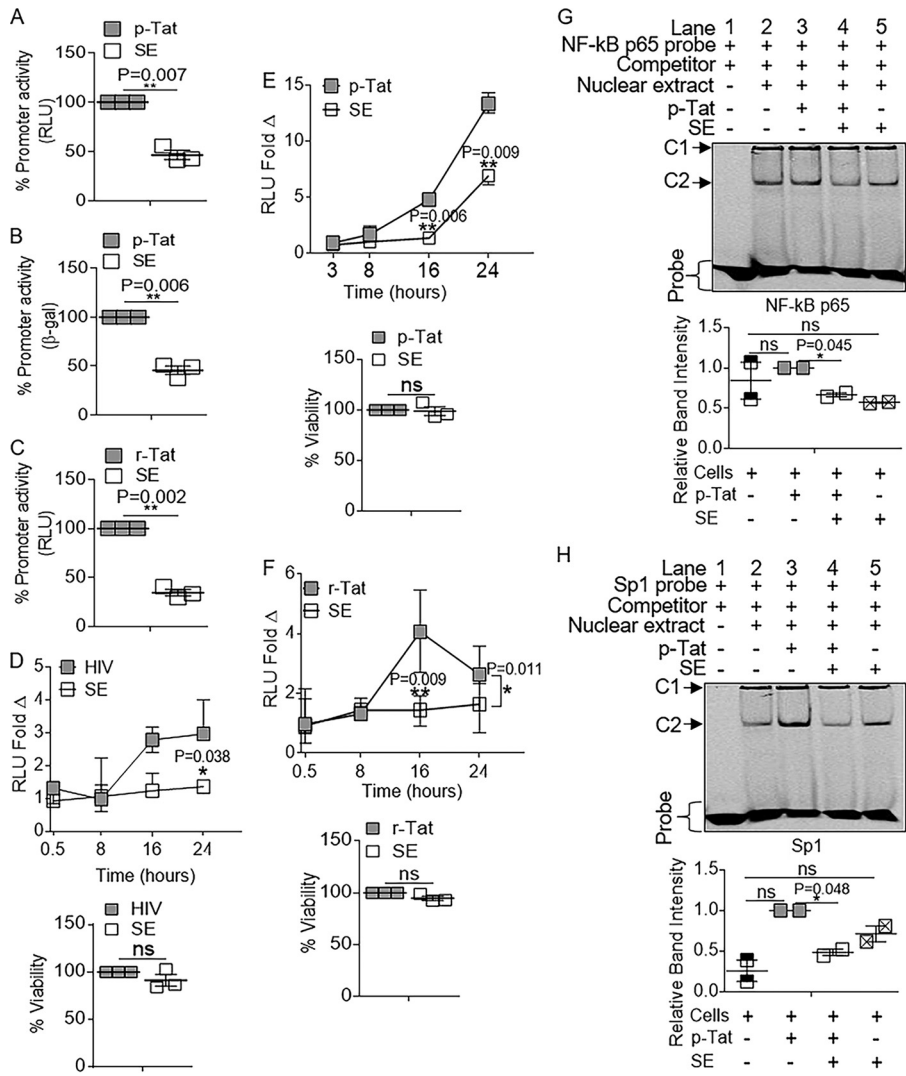 A
p-Tat
SE
% Promoter activity
(RLU)
150
100
50
0
P=0.007
**
B
p-Tat
SE
% Promoter activity
(β-gal)
150
100
50
0
P=0.006
**
C
r-Tat
SE
% Promoter activity
(RLU)
150
100
50
0
P=0.002
**
D
HIV
SE
RLU Fold Δ
5
4
3
2
1
0
P=0.038
*
0.5 8 16 24
Time (hours)
HIV
SE
% Viability
150
100
50
0
ns
E
p-Tat
SE
RLU Fold Δ
15
10
5
0
P=0.009
**
P=0.006
**
3 8 16 24
Time (hours)
p-Tat
SE
% Viability
150
100
50
0
ns
F
r-Tat
SE
RLU Fold Δ
6
4
2
0
P=0.009
**
P=0.011
*
0.5 8 16 24
Time (hours)
r-Tat
SE
% Viability
150
100
50
0
ns
G
Lane 1 2 3 4 5
NF-kB p65 probe + + + + +
Competitor + + + + +
Nuclear extract - + + + +
p-Tat - - + + -
SE - - - + +
C1
C2
Probe
NF-kB p65
Relative Band Intensity
1.5
1.0
0.5
0.0
ns
ns
P=0.045
*
Cells + + + +
p-Tat - + + -
SE - - + +
H
Lane 1 2 3 4 5
Sp1 probe + + + + +
Competitor + + + + +
Nuclear extract - + + + +
p-Tat - - + + -
SE - - - + +
C1
C2
Probe
Sp1
Relative Band Intensity
1.5
1.0
0.5
0.0
ns
ns
P=0.048
*
Cells + + + +
p-Tat - + + -
SE - - + +